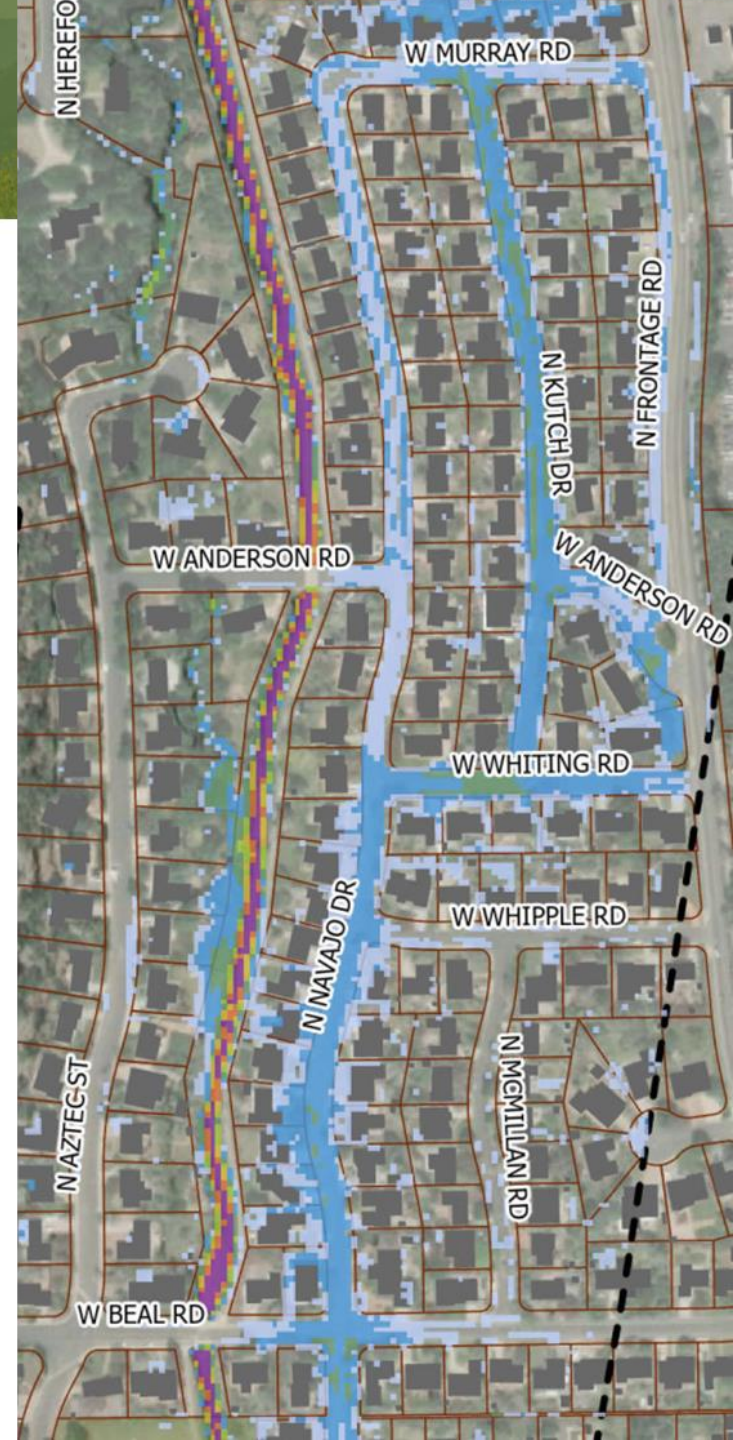 N HEREFO
W MURRAY RD
N FRONTAGE RD
N KUTCH DR
W ANDERSON RD
W ANDERSON RD
W WHITING RD
N NAVAJO DR
W WHIPPLE RD
N AZTEC ST
N MCMILLAN RD
W BEAL RD